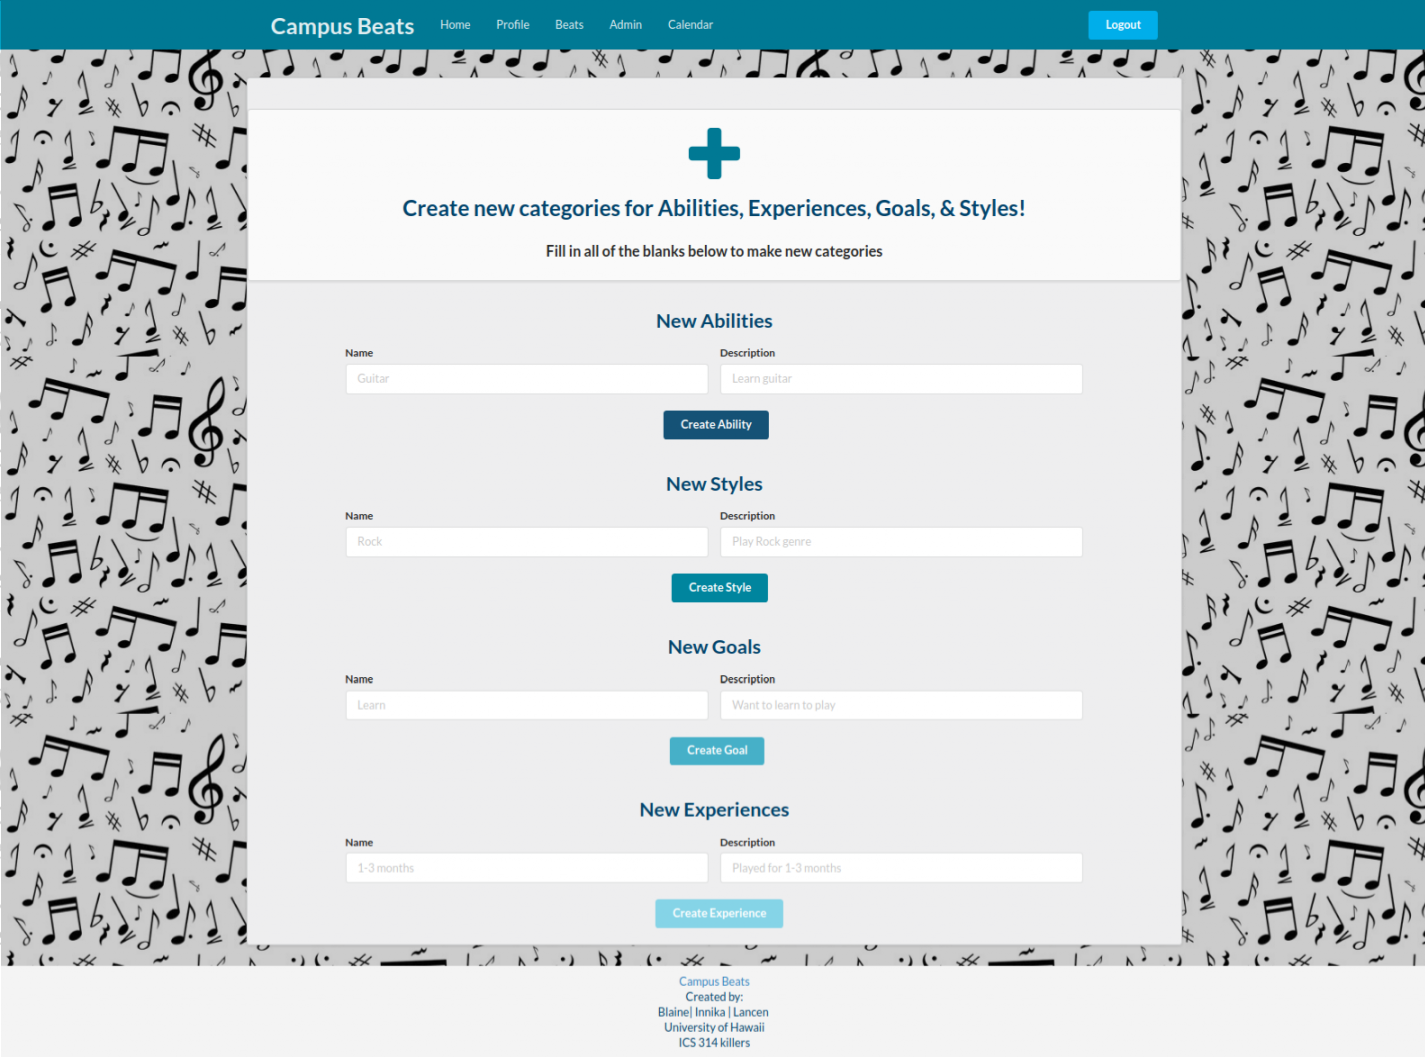 Campus Beats Home Profile Beats Admin Calendar Logout
Create new categories for Abilities, Experiences, Goals, & Styles!
Fill in all of the blanks below to make new categories
New Abilities
Name Description
Guitar Learn guitar
Create Ability
New Styles
Name Description
Rock Play Rock genre
Create Style
New Goals
Name Description
Learn Want to learn to play
Create Goal
New Experiences
Name Description
1-3 months Played for 1-3 months
Create Experience
Campus Beats
Created by:
Blaine| Innika | Lancen
University of Hawaii
ICS 314 killers